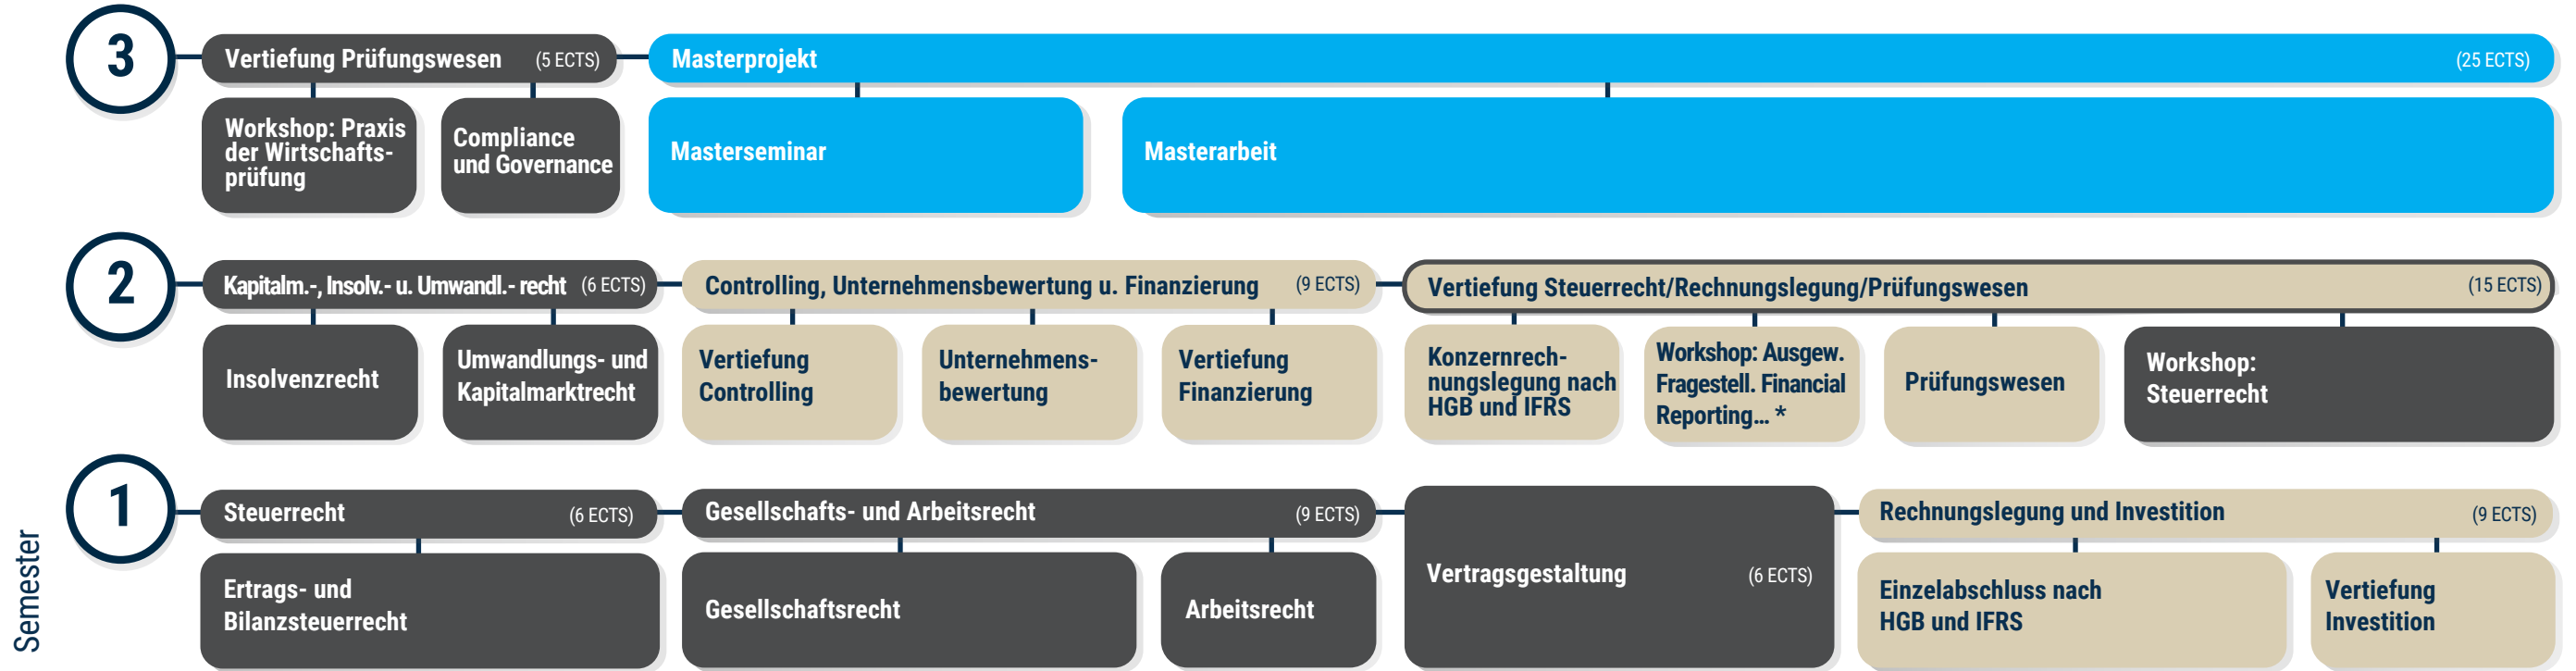 3
Vertiefung Prüfungswesen (5 ECTS)
Masterprojekt (25 ECTS)
Workshop: Praxis
der Wirtschafts-
prüfung
Compliance
und Governance
Masterseminar
Masterarbeit
2
Kapitalm.-, Insolv.- u. Umwandl.- recht (6 ECTS)
Controlling, Unternehmensbewertung u. Finanzierung (9 ECTS)
Vertiefung Steuerrecht/Rechnungslegung/Prüfungswesen (15 ECTS)
Insolvenzrecht
Umwandlungs- und
Kapitalmarktrecht
Vertiefung
Controlling
Unternehmens-
bewertung
Vertiefung
Finanzierung
Konzernrech-
nungslegung nach
HGB und IFRS
Workshop: Ausgew.
Fragestell. Financial
Reporting... *
Prüfungswesen
Workshop:
Steuerrecht
1
Steuerrecht (6 ECTS)
Gesellschafts- und Arbeitsrecht (9 ECTS)
Vertragsgestaltung (6 ECTS)
Rechnungslegung und Investition (9 ECTS)
Ertrags- und
Bilanzsteuerrecht
Gesellschaftsrecht
Arbeitsrecht
Einzelabschluss nach
HGB und IFRS
Vertiefung
Investition
Semester